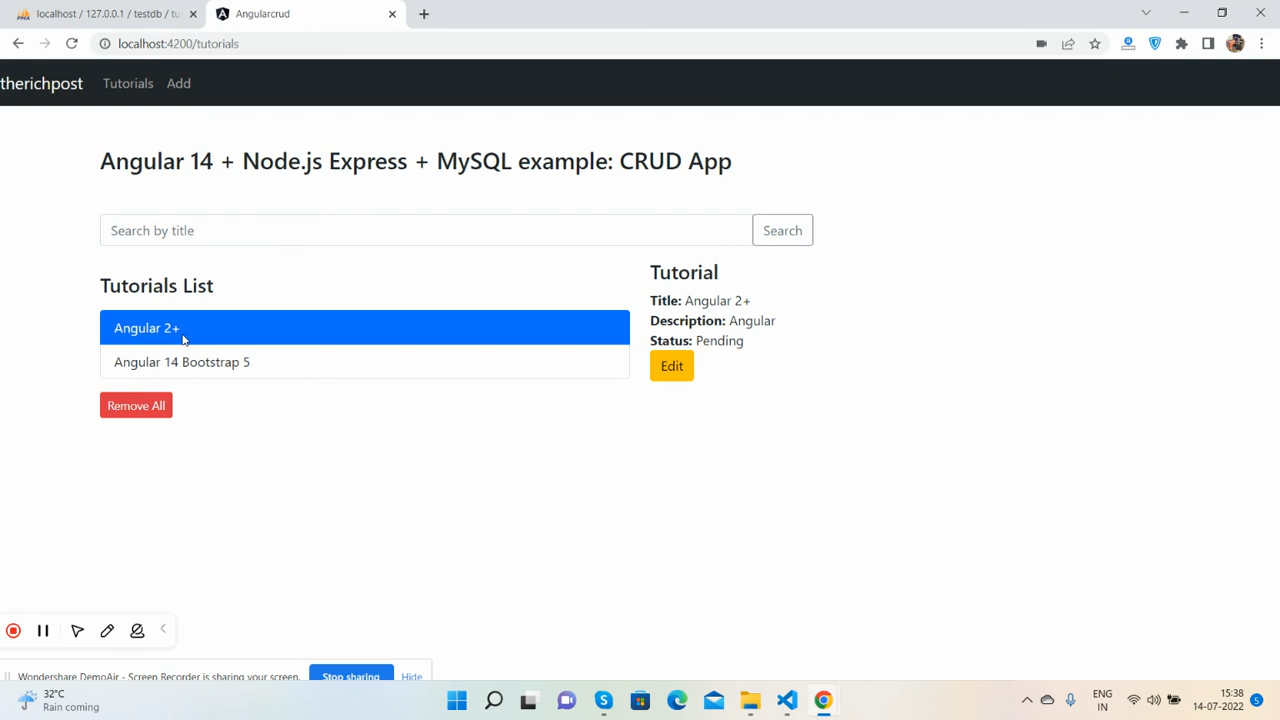 localhost / 127.0.0.1 / testdb / tu
Angularcrud
localhost:4200/tutorials
therichpost
Tutorials
Add
Angular 14 + Node.js Express + MySQL example: CRUD App
Search by title
Search
Tutorials List
Angular 2+
Angular 14 Bootstrap 5
Remove All
Tutorial
Title: Angular 2+
Description: Angular
Status: Pending
Edit
Wondershare DemoAir - Screen Recorder is sharing your screen.
Stop sharing
Hide
32°C
Rain coming
ENG
IN
15:38
14-07-2022
5